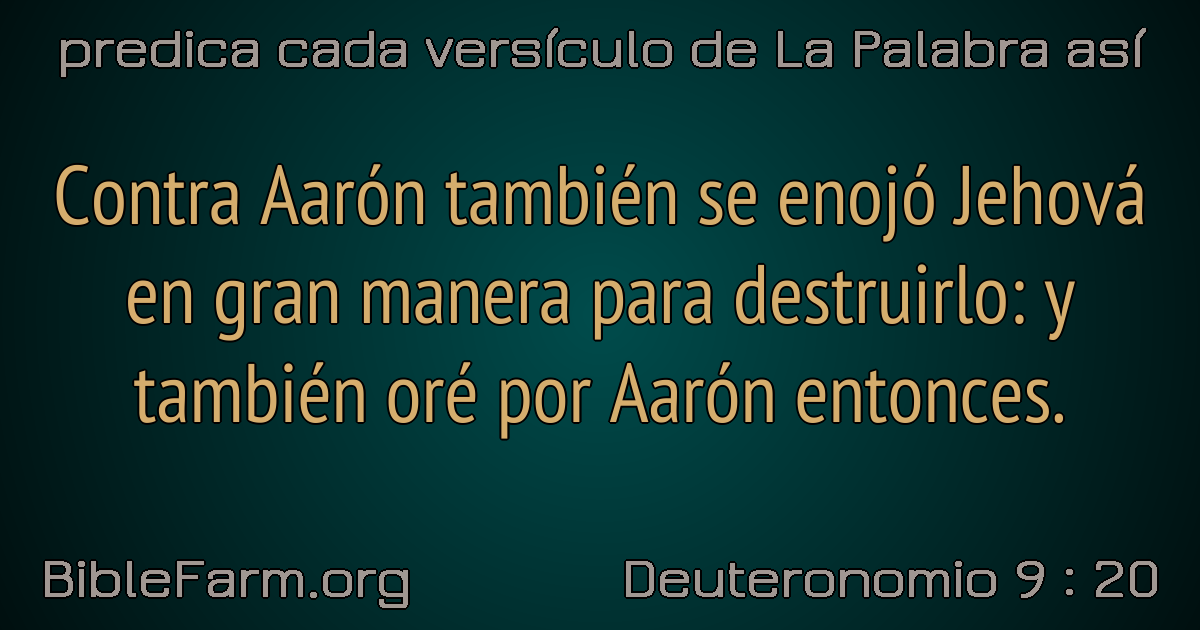 predica cada versículo de La Palabra así
Contra Aarón también se enojó Jehová
en gran manera para destruirlo: y
también oré por Aarón entonces.
BibleFarm.org
Deuteronomio 9 : 20